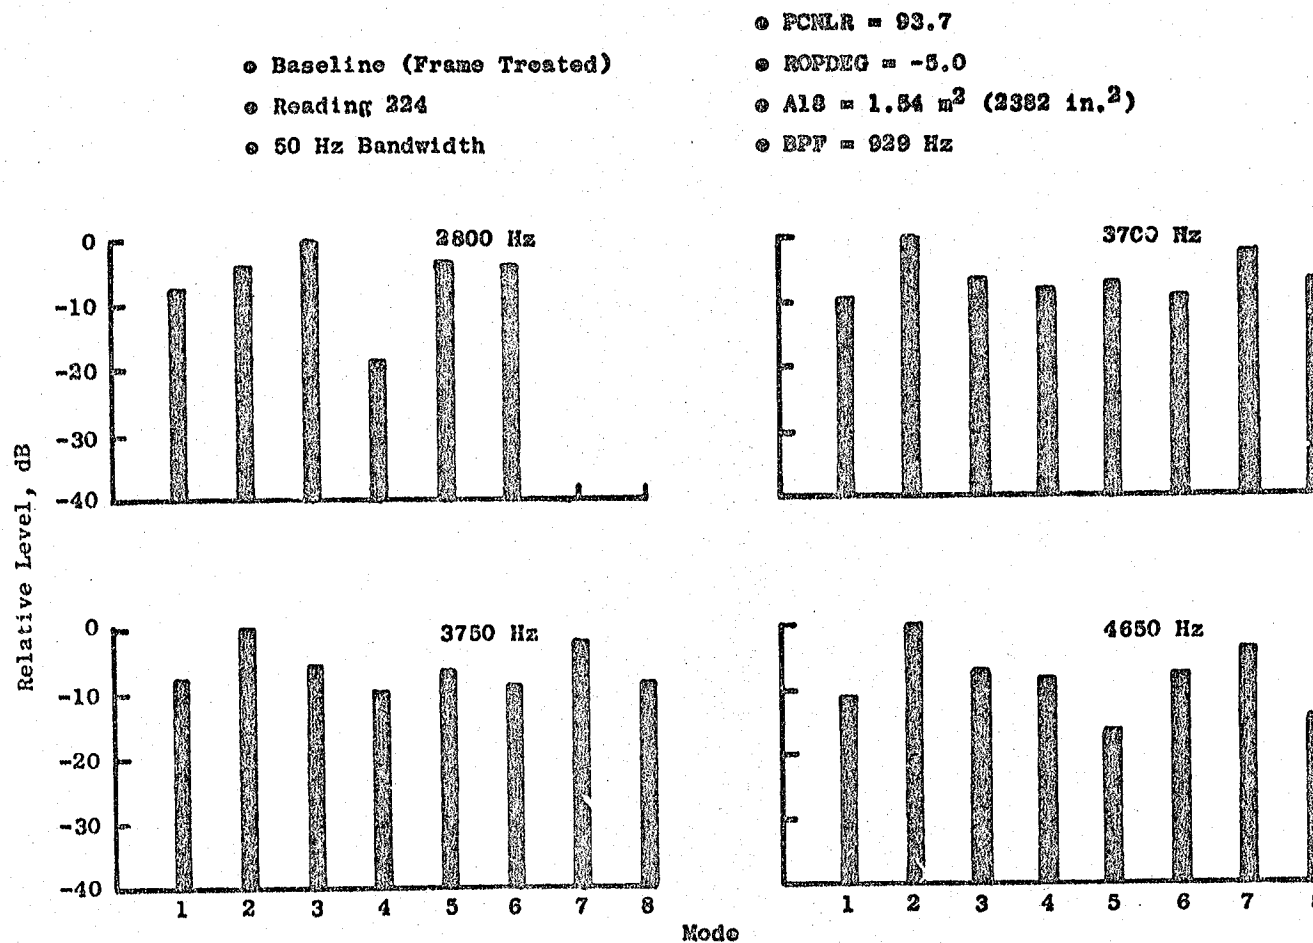 • Baseline (Frame Treated)
• Reading 224
• 50 Hz Bandwidth
• PCNLR = 93.7
• ROPDEG = -5.0
• A18 = 1.54 m² (2382 in.²)
• BPF = 929 Hz
2800 Hz
0
-10
-20
-30
-40
3700 Hz
Relative Level, dB
3750 Hz
0
-10
-20
-30
-40
1 2 3 4 5 6 7 8
4650 Hz
1 2 3 4 5 6 7
Mode